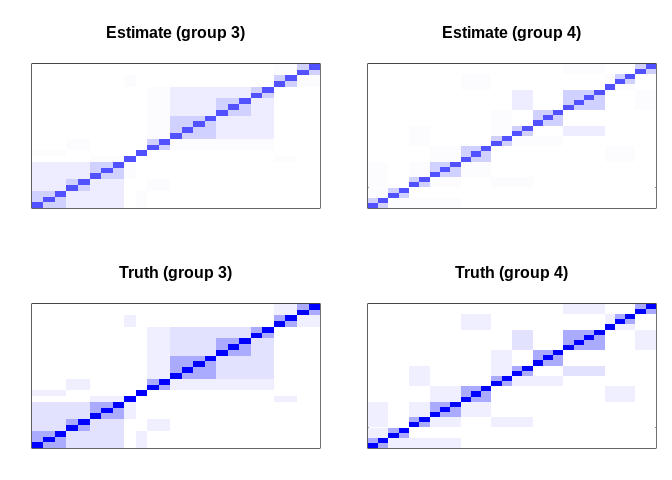 Estimate (group 3)
Estimate (group 4)
Truth (group 3)
Truth (group 4)